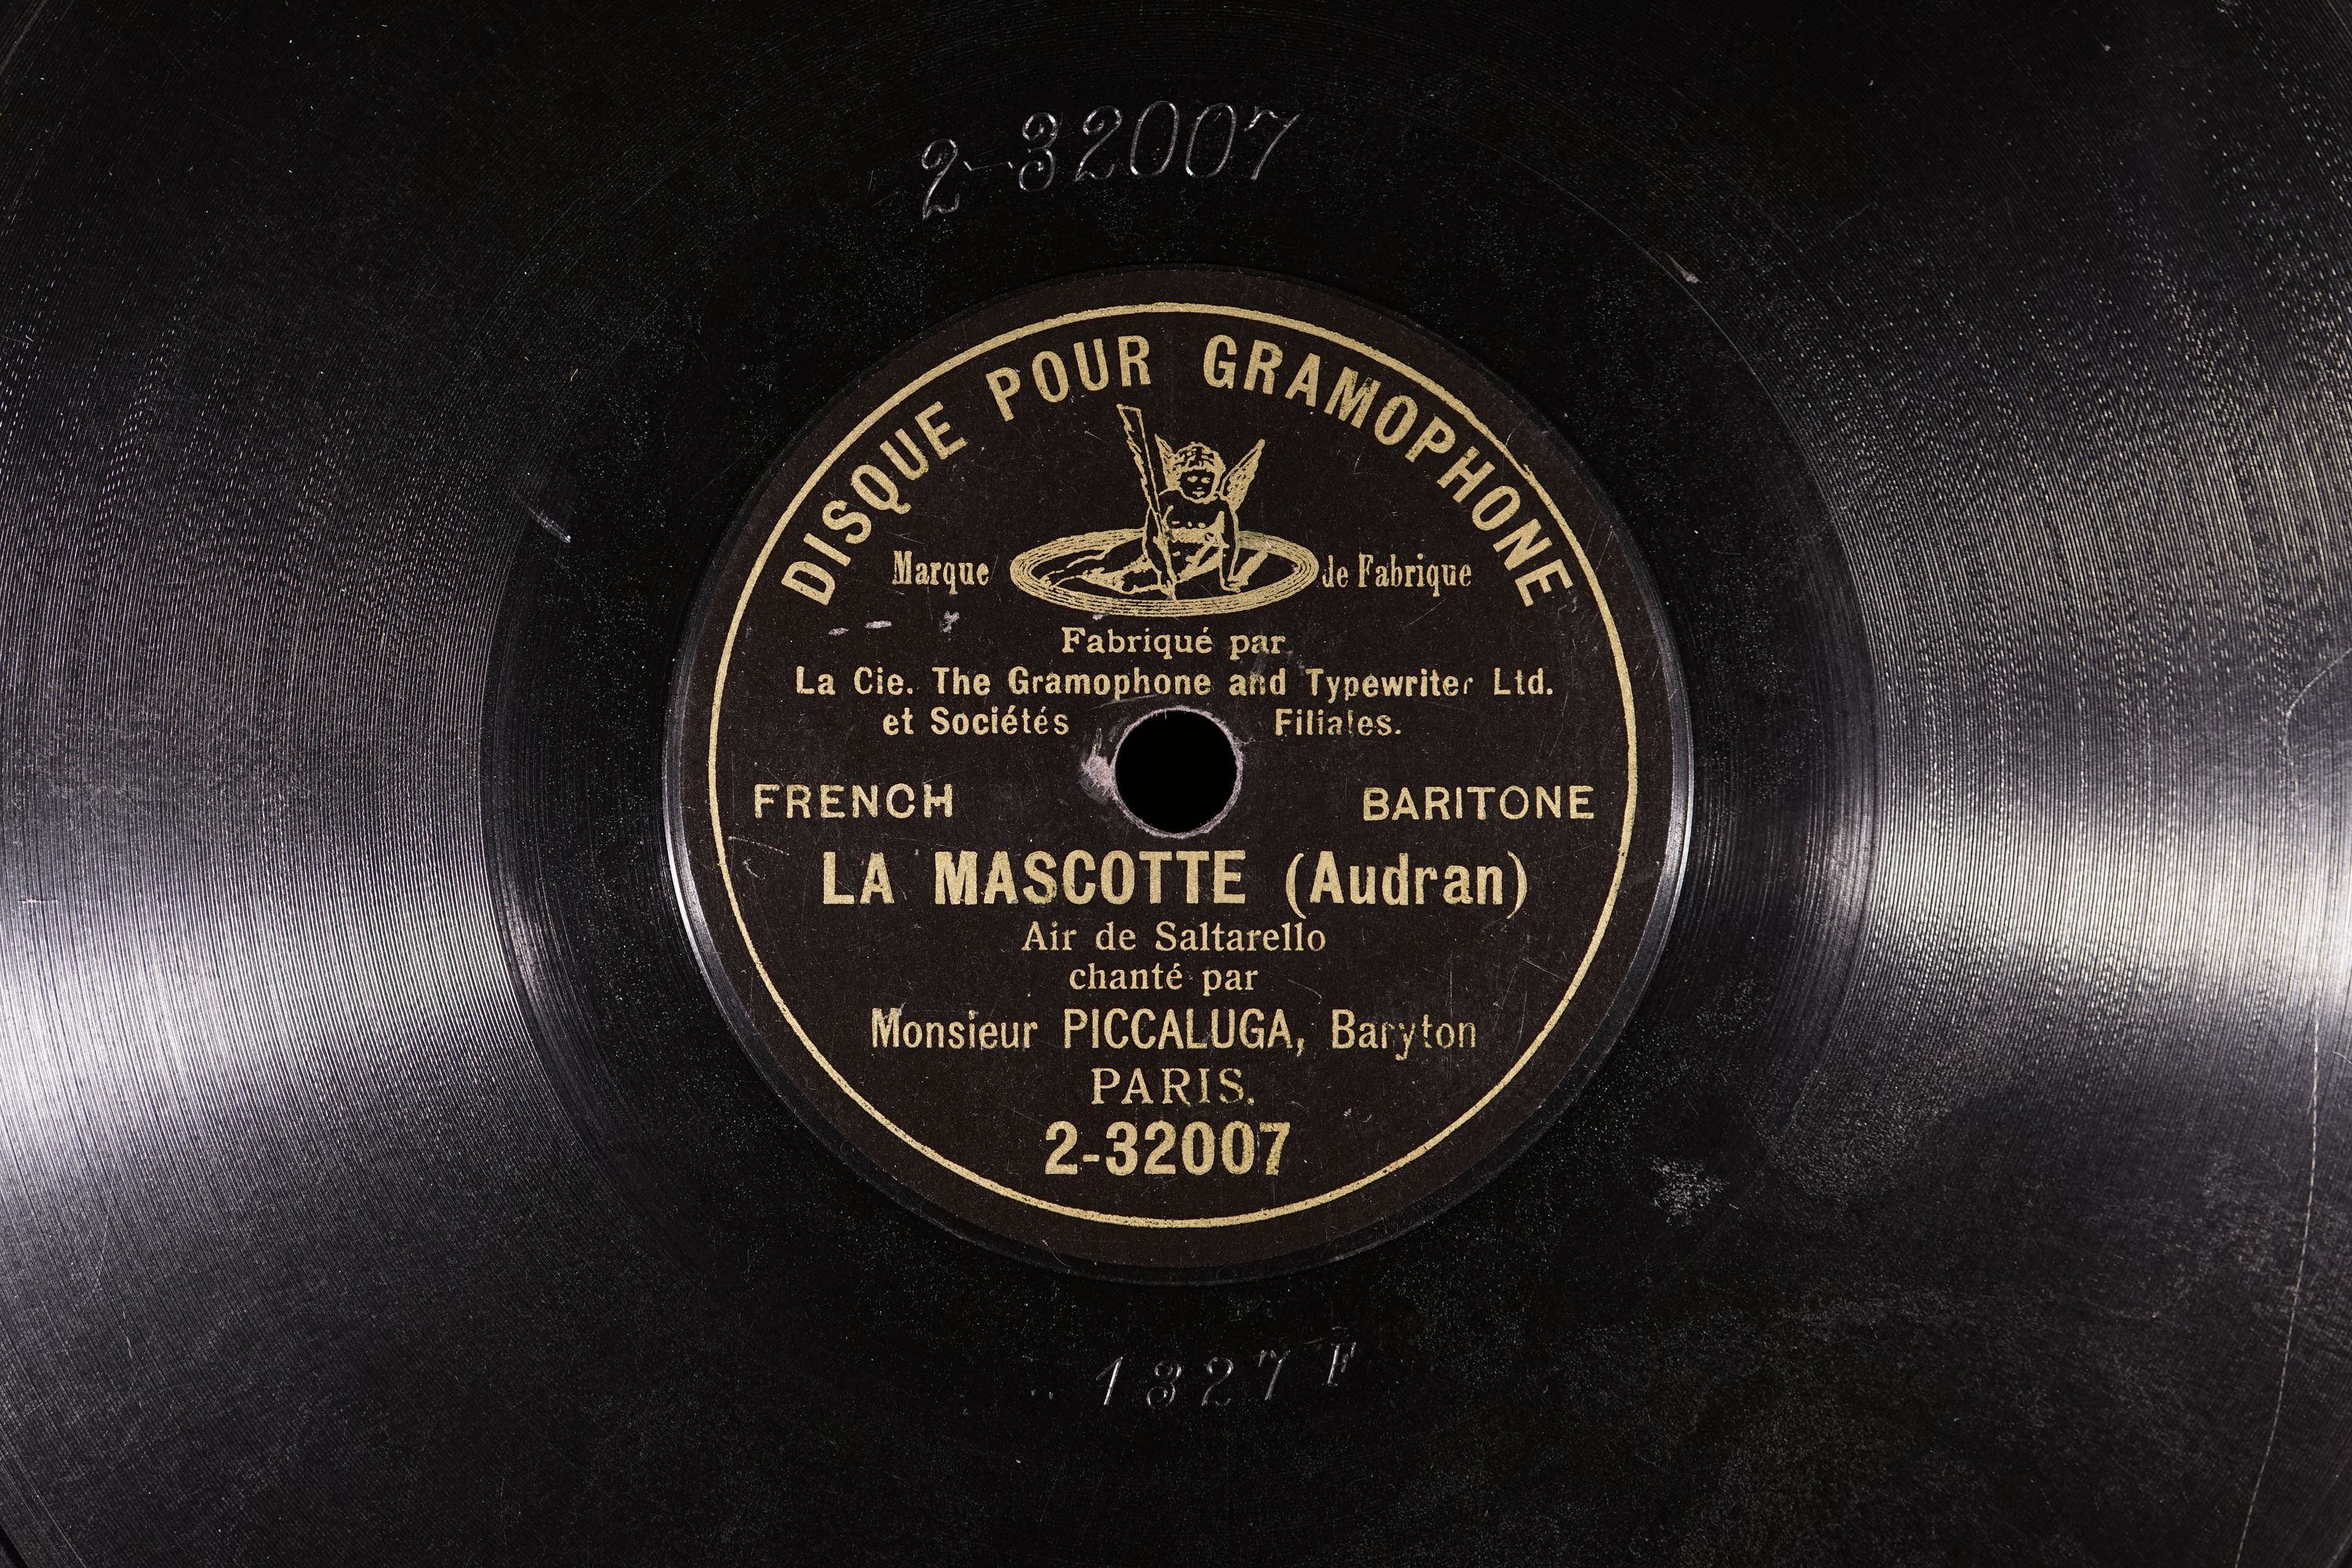 2-32007
DISQUE POUR GRAMOPHONE
Marque de Fabrique
Fabriqué par
La Cie. The Gramophone and Typewriter Ltd.
et Sociétés Filiales.
FRENCH BARITONE
LA MASCOTTE (Audran)
Air de Saltarello
chanté par
Monsieur PICCALUGA, Baryton
PARIS.
2-32007
1327 F